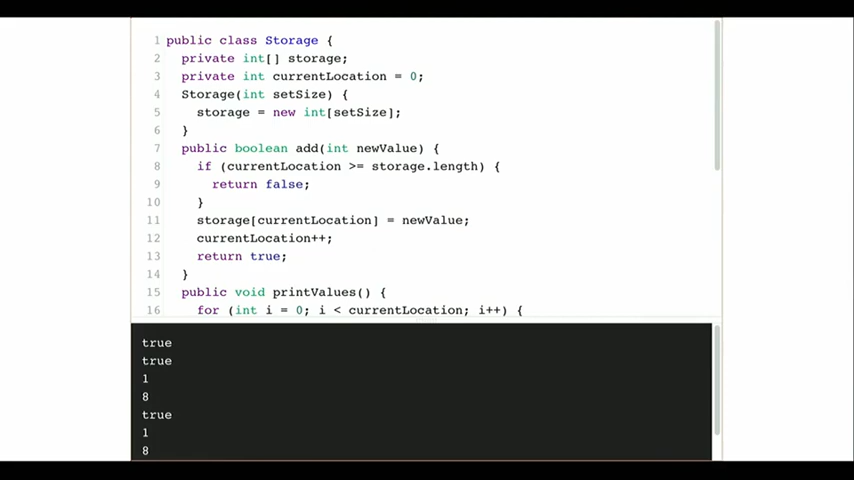 1 public class Storage {
2 private int[] storage;
3 private int currentLocation = 0;
4 Storage(int setSize) {
5 storage = new int[setSize];
6 }
7 public boolean add(int newValue) {
8 if (currentLocation >= storage.length) {
9 return false;
10 }
11 storage[currentLocation] = newValue;
12 currentLocation++;
13 return true;
14 }
15 public void printValues() {
16 for (int i = 0; i < currentLocation; i++) {
true
true
1
8
true
1
8